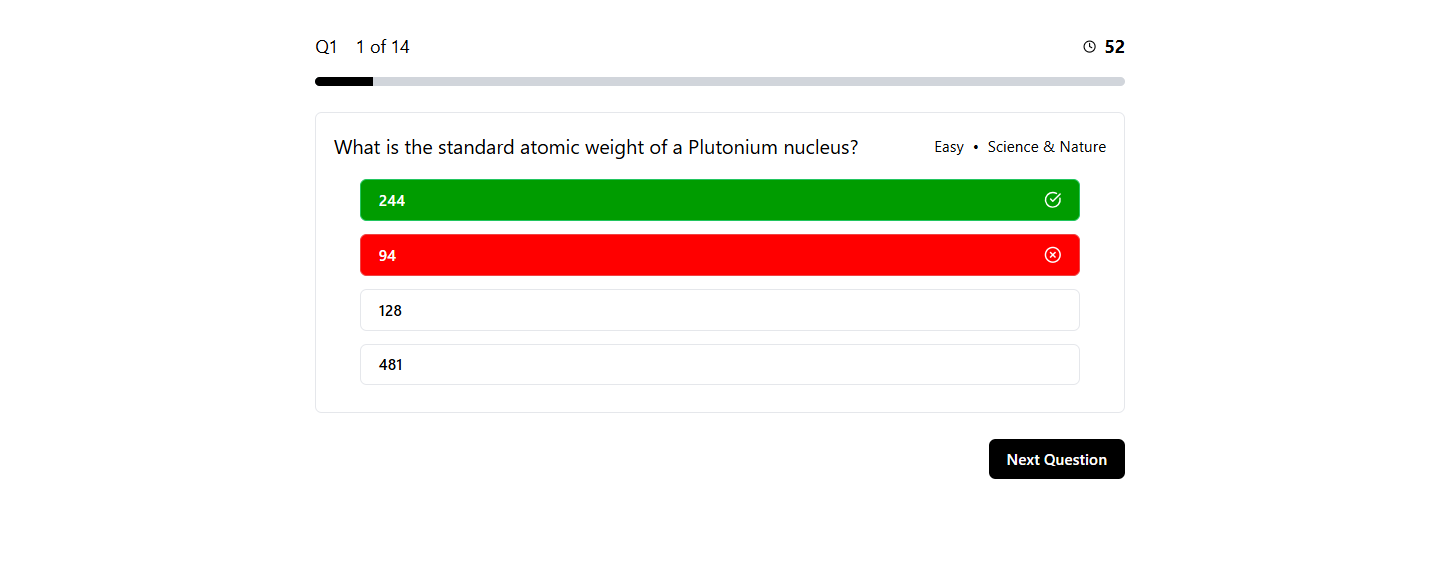 Q1 1 of 14 52
What is the standard atomic weight of a Plutonium nucleus? Easy • Science & Nature
244
94
128
481
Next Question